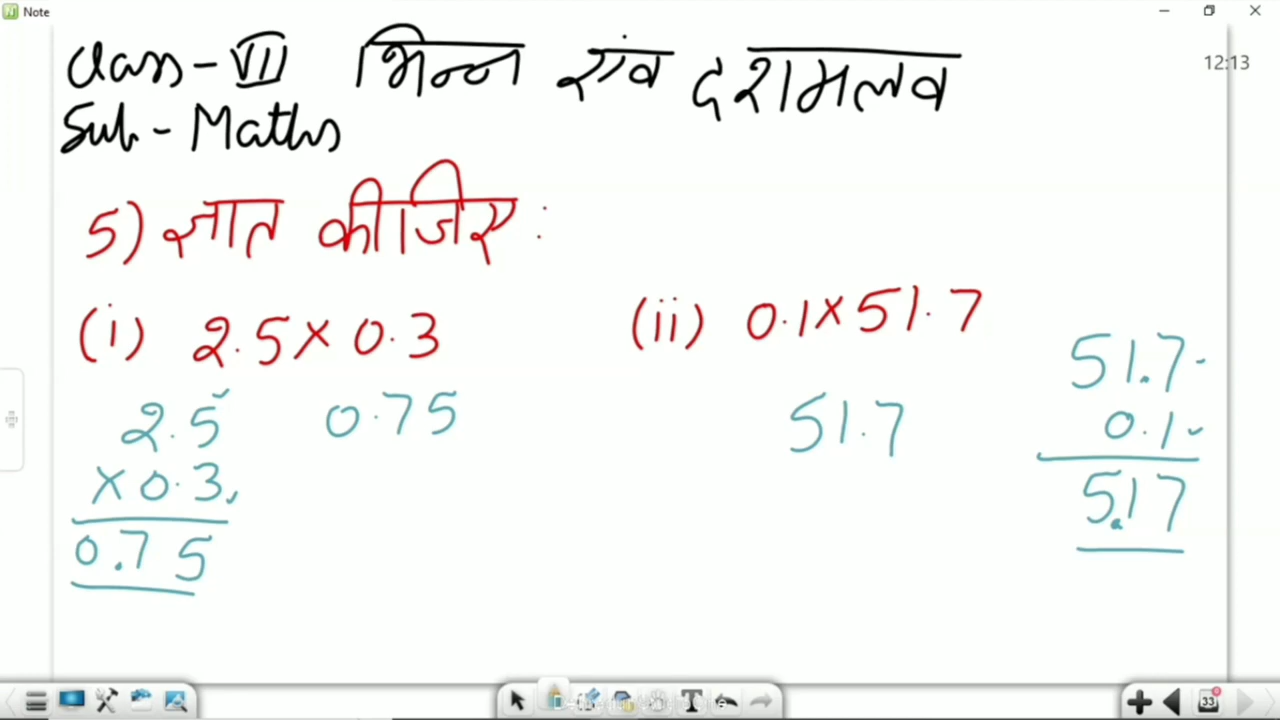 Note
12:13
Class-VII भिन्न एंव दशमलव
Sub- Maths
5) ज्ञात कीजिए:
(i) 2.5 × 0.3
(ii) 0.1 × 51.7
2.5
× 0.3
0.75
0.75
51.7
51.7
0.1
5.17
33